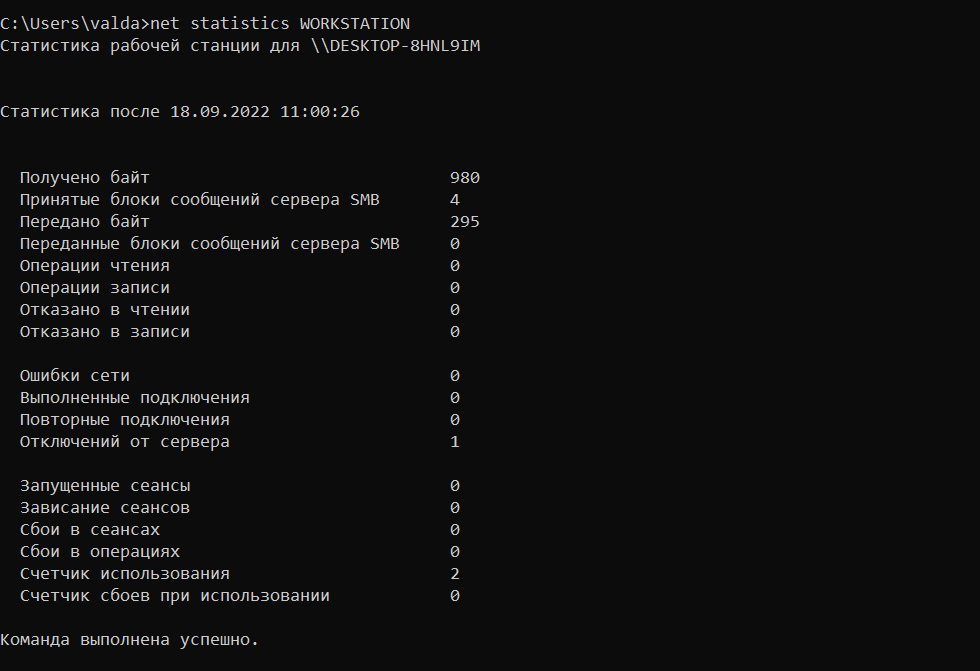 C:\Users\valda>net statistics WORKSTATION
Статистика рабочей станции для \\DESKTOP-8HNL9IM
Статистика после 18.09.2022 11:00:26
Получено байт 980
Принятые блоки сообщений сервера SMB 4
Передано байт 295
Переданные блоки сообщений сервера SMB 0
Операции чтения 0
Операции записи 0
Отказано в чтении 0
Отказано в записи 0
Ошибки сети 0
Выполненные подключения 0
Повторные подключения 0
Отключений от сервера 1
Запущенные сеансы 0
Зависание сеансов 0
Сбои в сеансах 0
Сбои в операциях 0
Счетчик использования 2
Счетчик сбоев при использовании 0
Команда выполнена успешно.